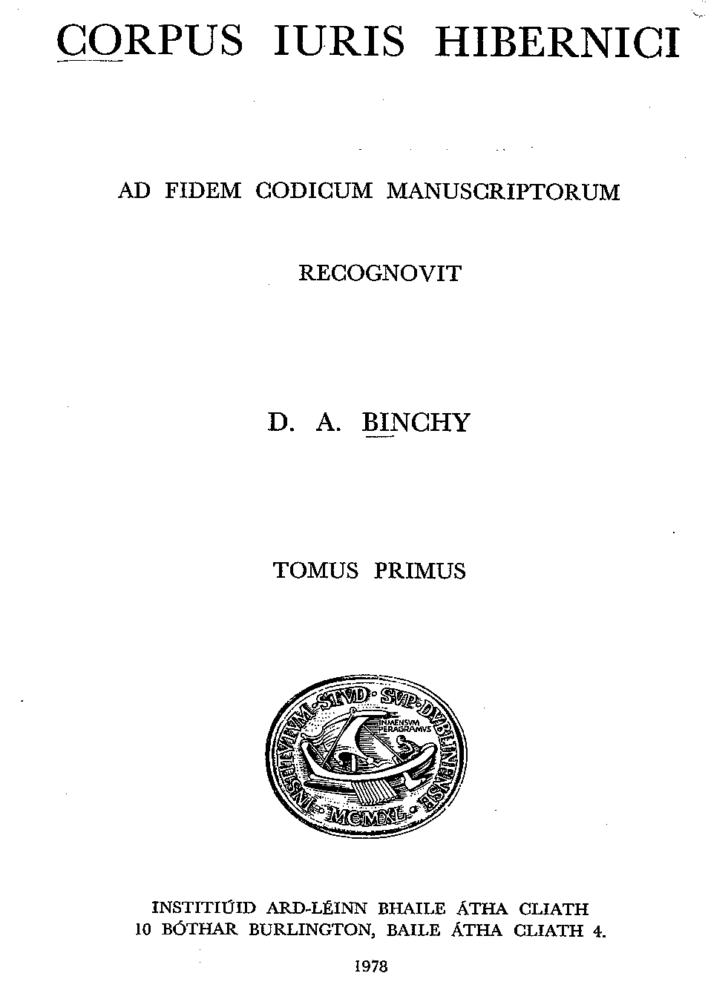 CORPUS IURIS HIBERNICI
AD FIDEM CODICUM MANUSCRIPTORUM
RECOGNOVIT
D. A. BINCHY
TOMUS PRIMUS
INSTITVTVM · STVD · SVP · DVBLINENSE
INMENSVM
PERAGRAMVS
MCMXL
INSTITIÚID ARD-LÉINN BHAILE ÁTHA CLIATH
10 BÓTHAR BURLINGTON, BAILE ÁTHA CLIATH 4.
1978